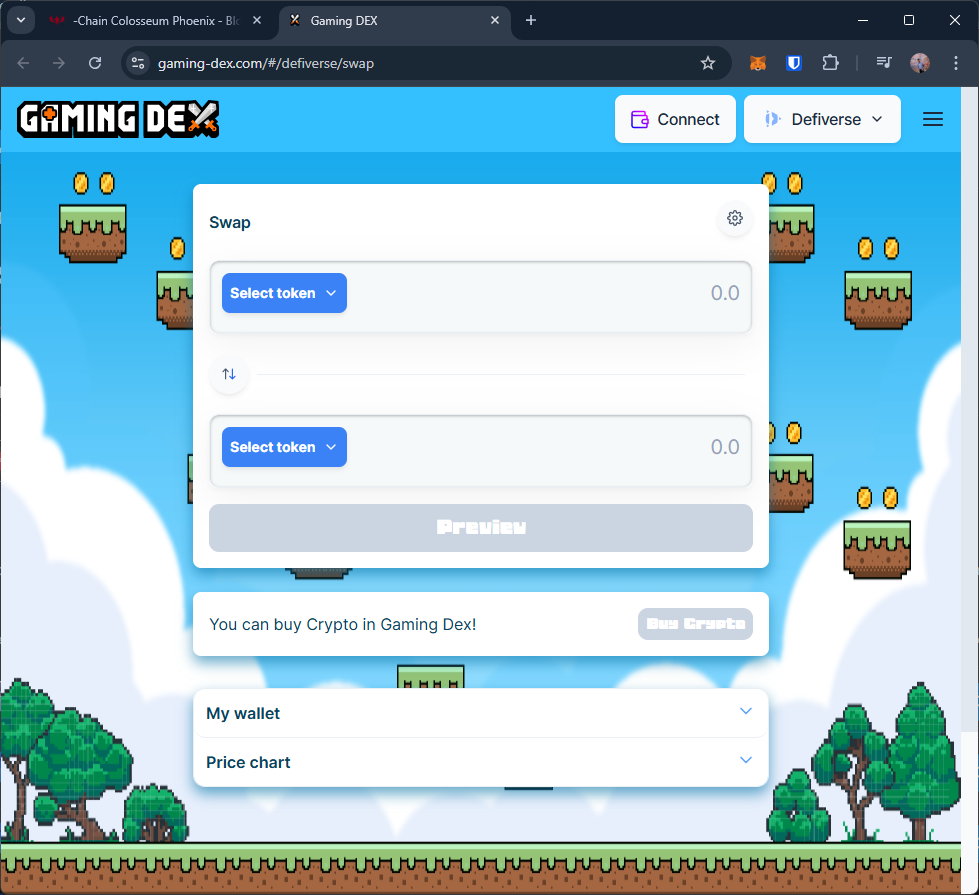 -Chain Colosseum Phoenix - Blo
Gaming DEX
gaming-dex.com/#/defiverse/swap
GAMING DEX
Connect
Defiverse
Swap
Select token
0.0
Select token
0.0
Preview
You can buy Crypto in Gaming Dex!
Buy Crypto
My wallet
Price chart